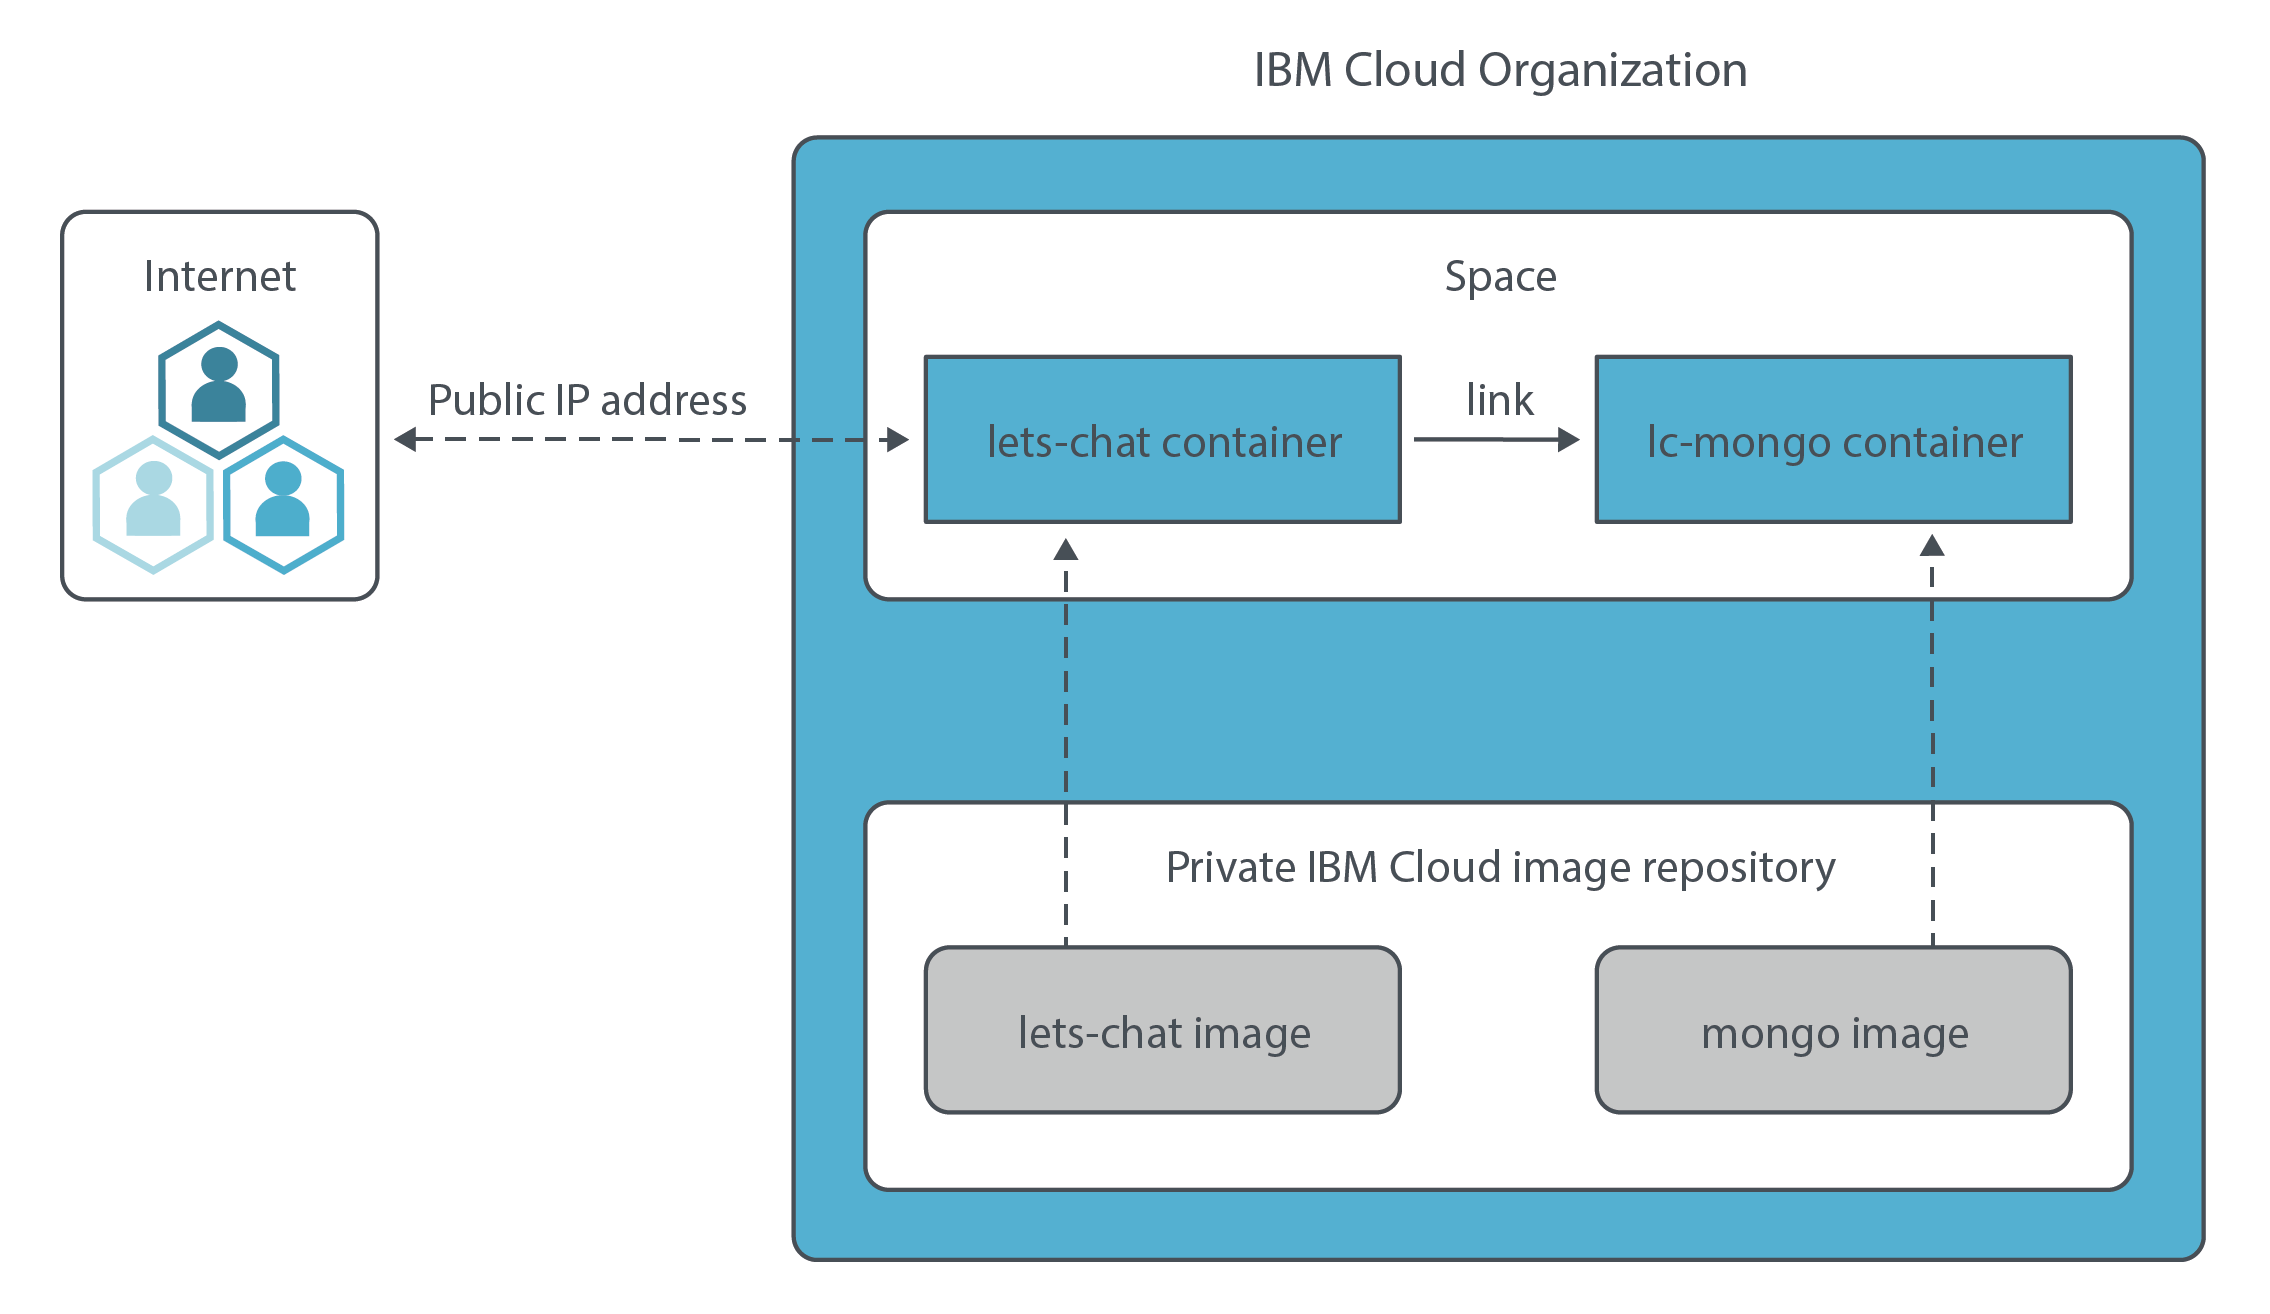 IBM Cloud Organization
Internet
Space
Public IP address
lets-chat container
link
lc-mongo container
Private IBM Cloud image repository
lets-chat image
mongo image